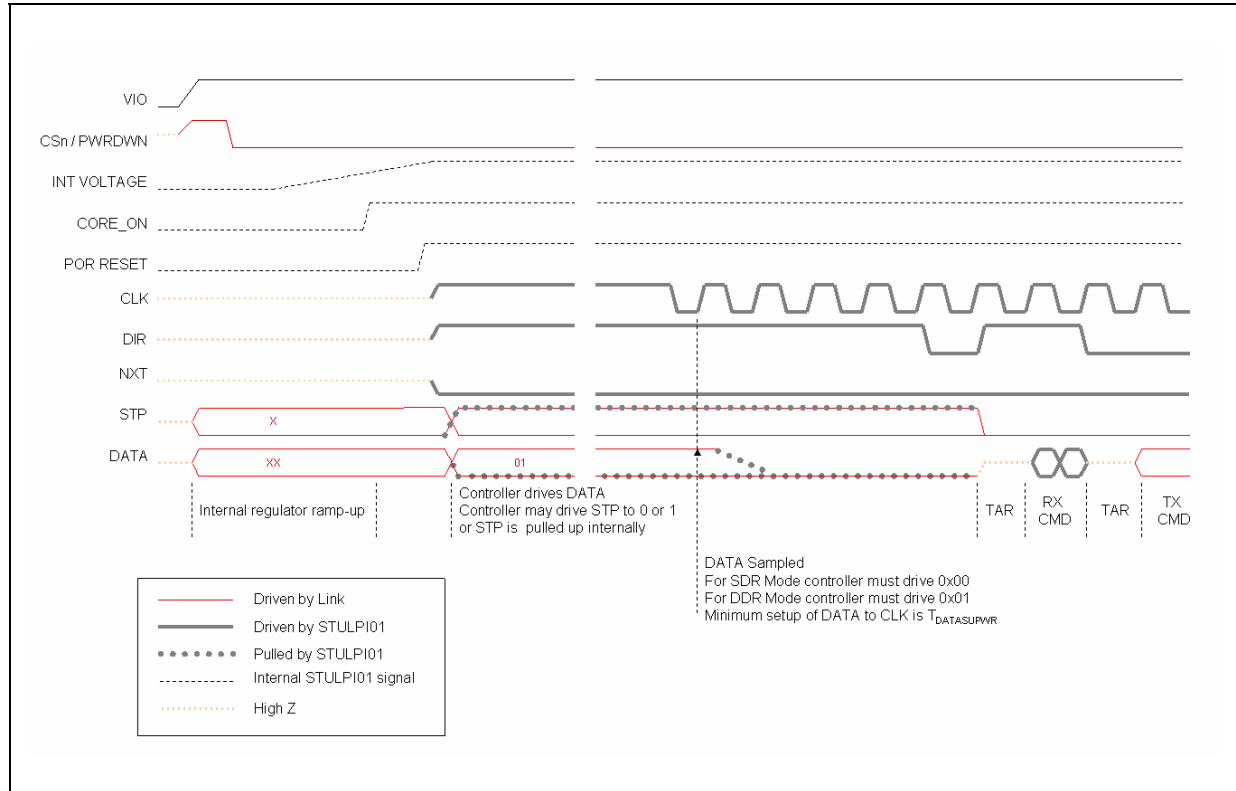 VIO
CSn / PWRDWN
INT VOLTAGE
CORE_ON
POR RESET
CLK
DIR
NXT
STP
X
DATA
XX
01
Internal regulator ramp-up
Controller drives DATA
Controller may drive STP to 0 or 1
or STP is pulled up internally
TAR
RX
CMD
TAR
TX
CMD
DATA Sampled
For SDR Mode controller must drive 0x00
For DDR Mode controller must drive 0x01
Minimum setup of DATA to CLK is TDATASUPWR
Driven by Link
Driven by STULPI01
Pulled by STULPI01
Internal STULPI01 signal
High Z